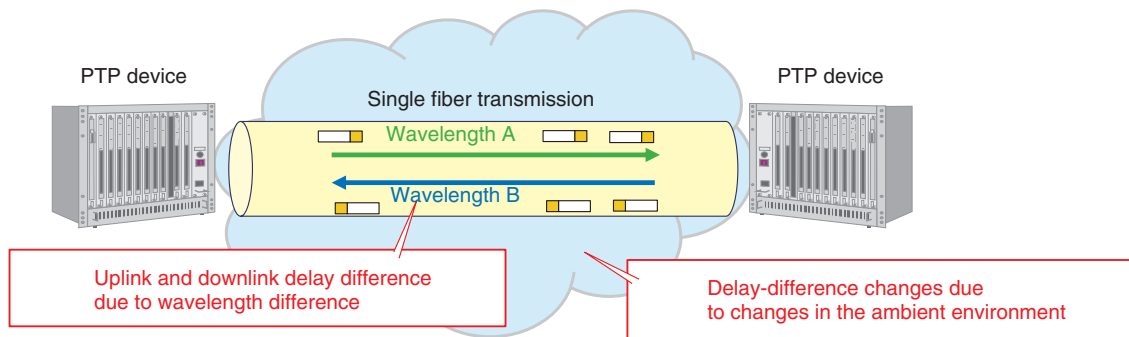 PTP device
PTP device
Single fiber transmission
Wavelength A
Wavelength B
Uplink and downlink delay difference
due to wavelength difference
Delay-difference changes due
to changes in the ambient environment